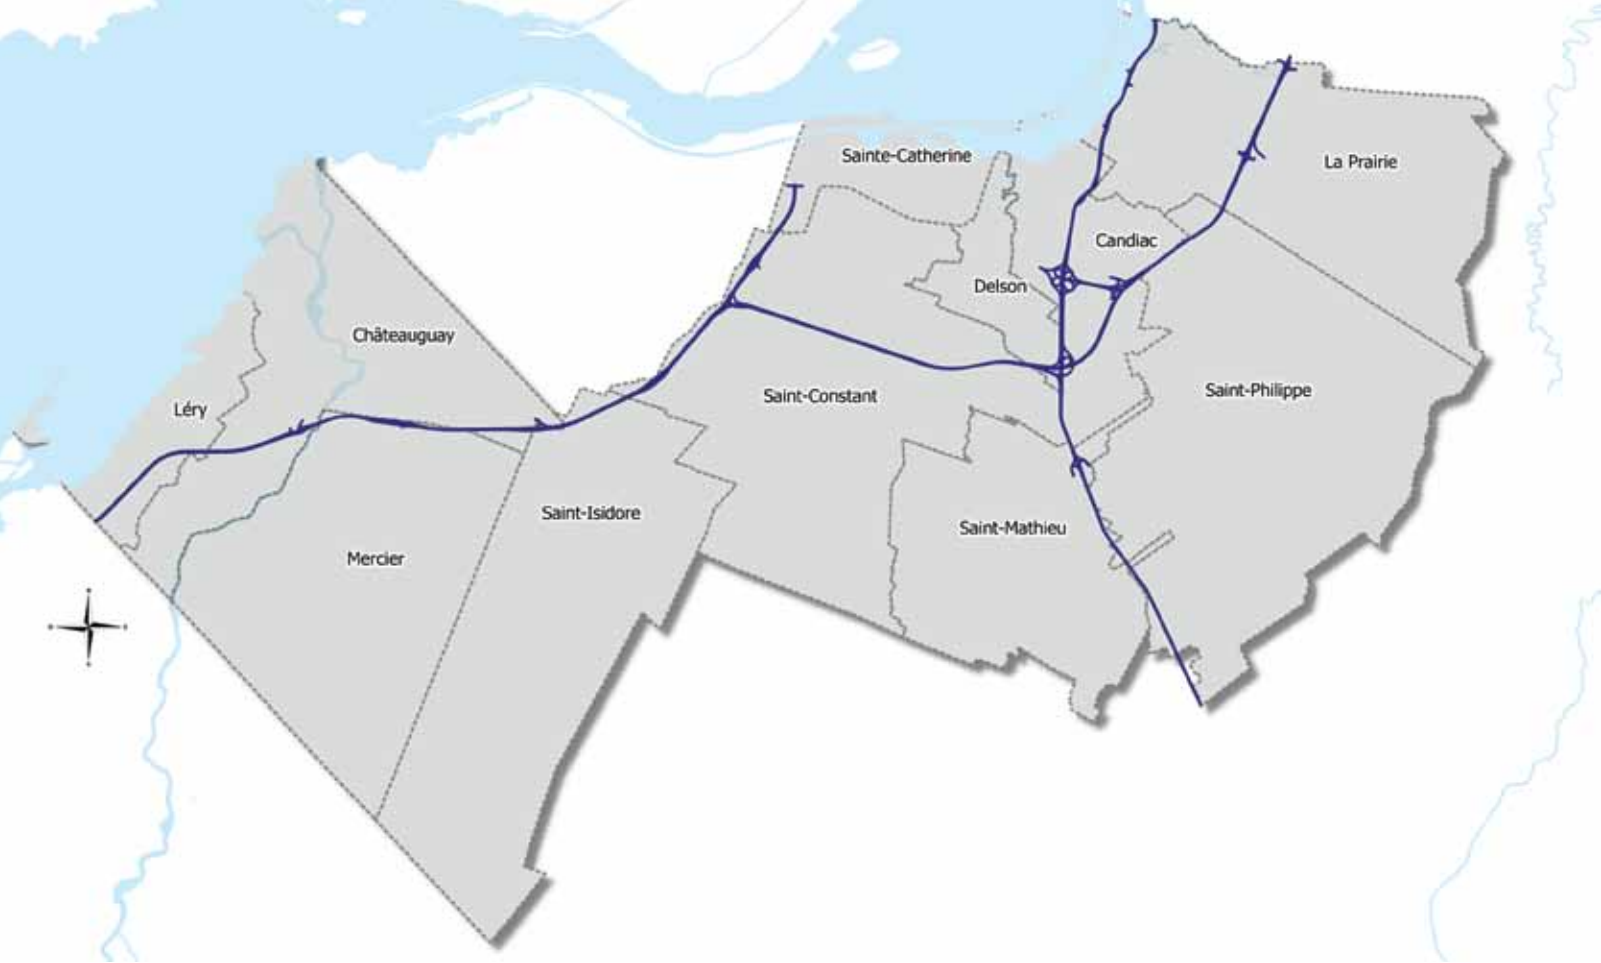 Sainte-Catherine
La Prairie
Candiac
Delson
Châteauguay
Saint-Constant
Saint-Philippe
Léry
Saint-Isidore
Saint-Mathieu
Mercier